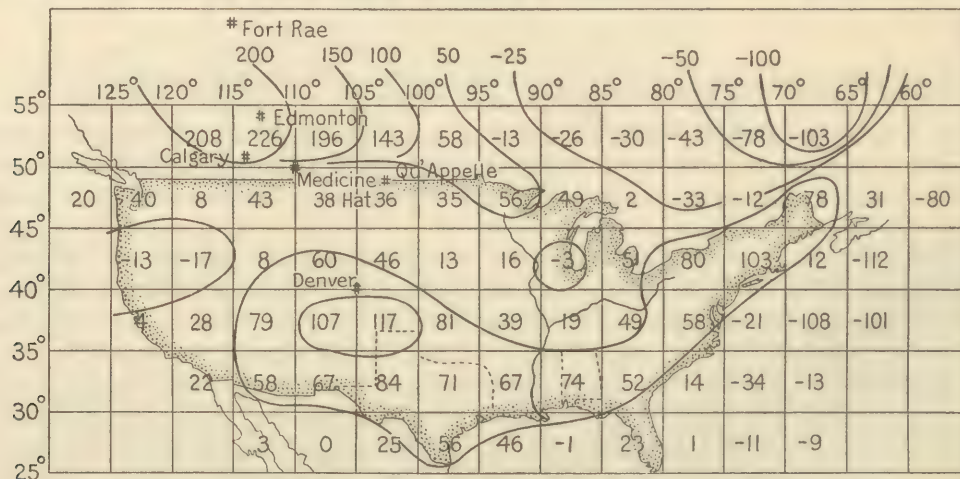 # Fort Rae
200 150 100 50 -25 -50 -100
125° 120° 115° 110° 105° 100° 95° 90° 85° 80° 75° 70° 65° 60°
55°
# Edmonton
208 226 196 143 58 -13 -26 -30 -43 -78 -103
Calgary #
50° # Qu'Appelle
Medicine #
20 40 8 43 38 Hat 36 35 56 49 2 -33 -12 78 31 -80
45°
-13 -17 8 60 46 13 16 -3 51 80 103 12 -112
Denver #
40°
4 28 79 107 117 81 39 19 49 58 -21 -108 -101
35°
22 58 67 84 71 67 74 52 14 -34 -13
30°
3 0 25 56 46 -1 23 1 -11 -9
25°